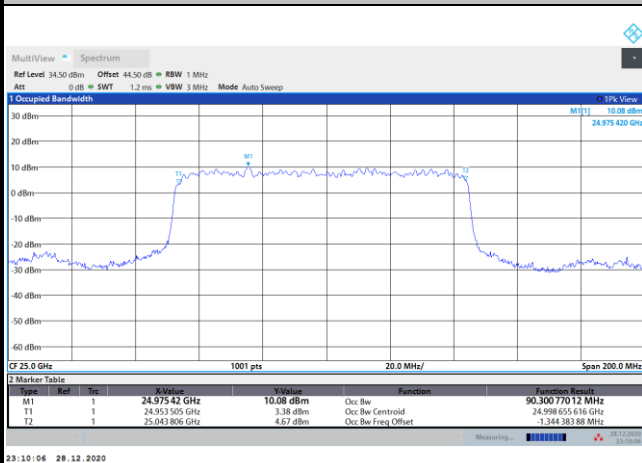 MultiView Spectrum
Ref Level 34.50 dBm Offset 44.50 dB RBW 1 MHz
Att 0 dB SWT 1.2 ms VBW 3 MHz Mode Auto Sweep
1 Occupied Bandwidth 1Pk View
M1[1] 10.08 dBm
24.975 420 GHz
30 dBm
20 dBm
M1
10 dBm
T1 T2
0 dBm
-10 dBm
-20 dBm
-30 dBm
-40 dBm
-50 dBm
-60 dBm
CF 25.0 GHz 1001 pts 20.0 MHz/ Span 200.0 MHz
2 Marker Table
Type Ref Trc X-Value Y-Value Function Function Result
M1 1 24.97542 GHz 10.08 dBm Occ Bw 90.300 770 12 MHz
T1 1 24.953 505 GHz 3.38 dBm Occ Bw Centroid 24.998 655 616 GHz
T2 1 25.043 806 GHz 4.67 dBm Occ Bw Freq Offset -1.344 383 88 MHz
Measuring... 28.12.2020
23:10:06
23:10:06 28.12.2020